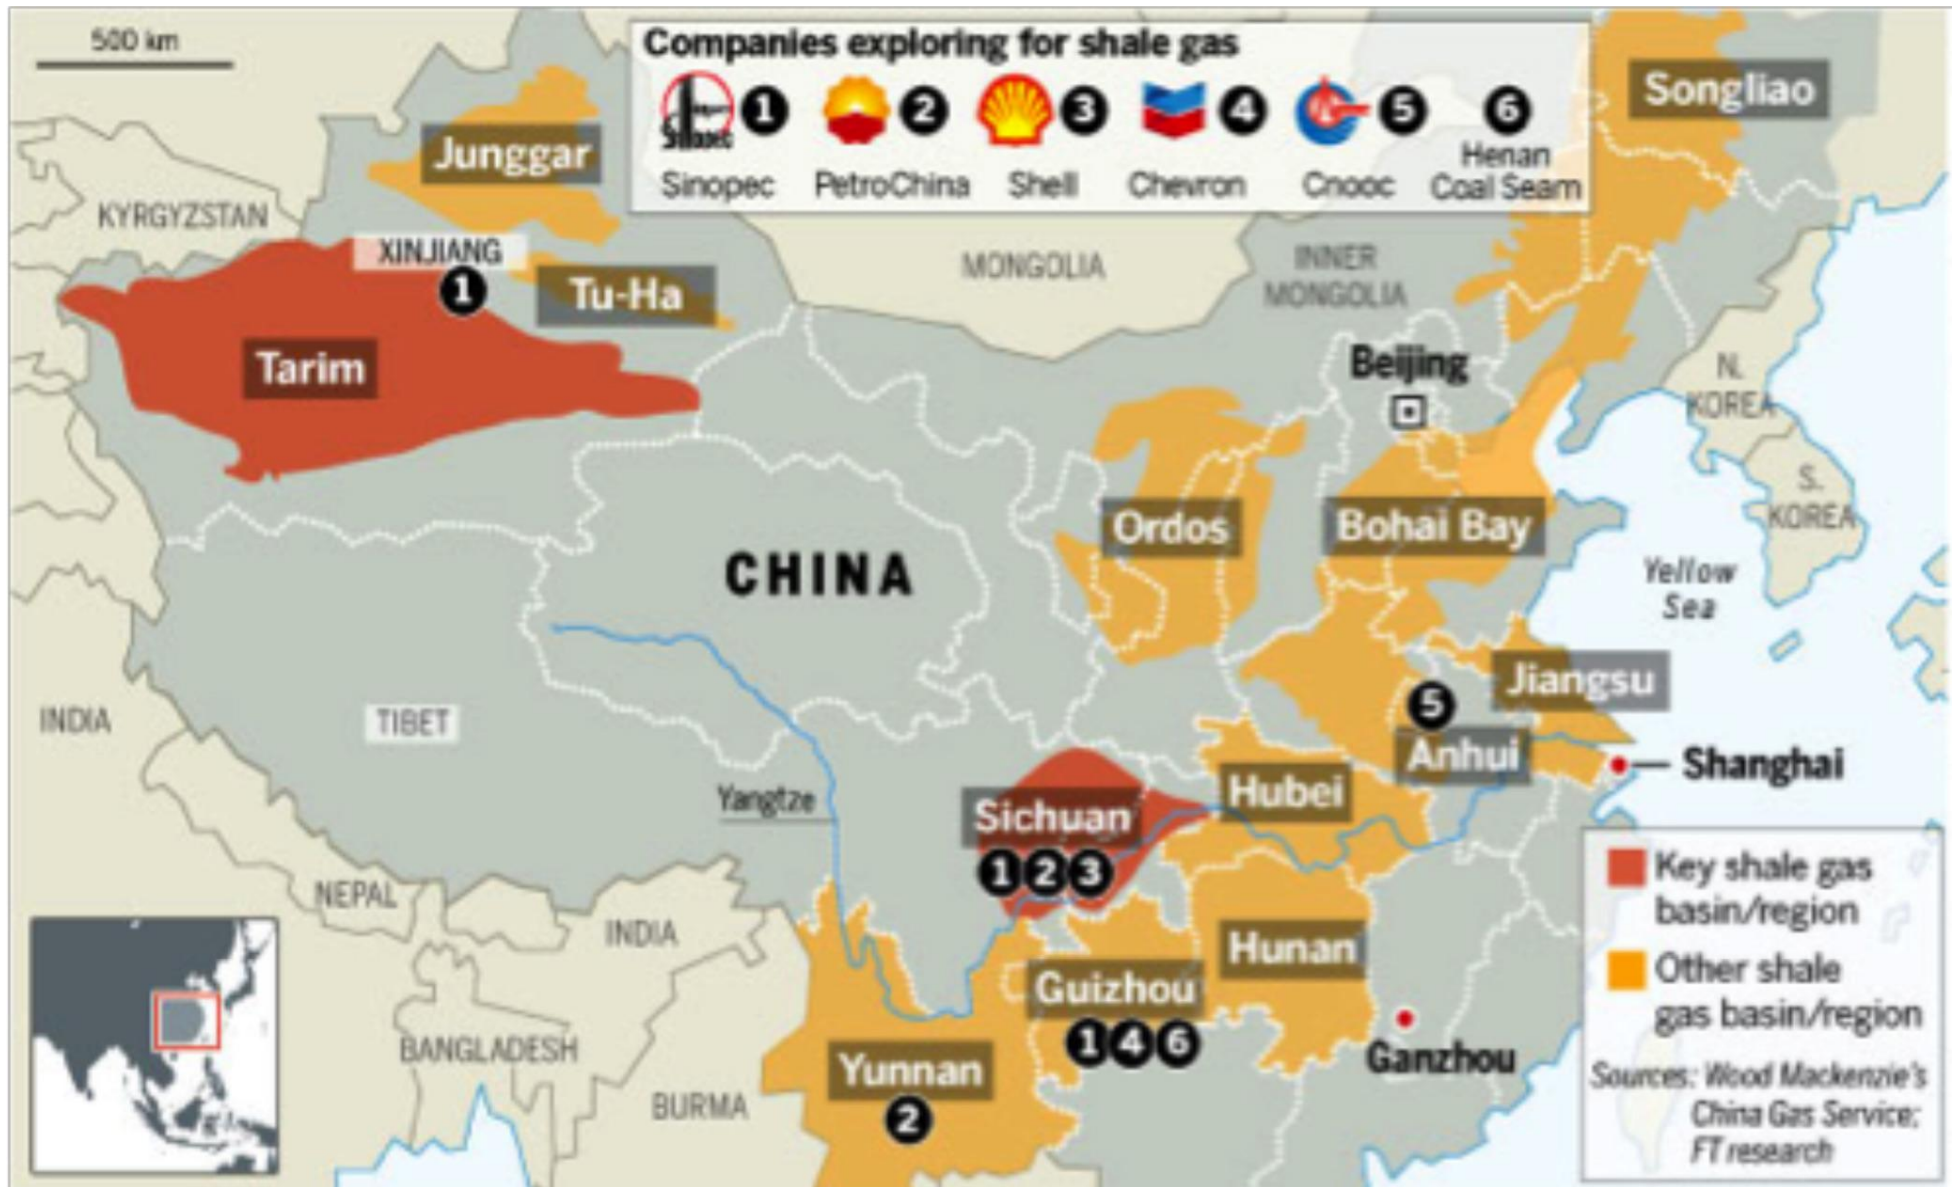 500 km
Companies exploring for shale gas
1 2 3 4 5 6
Sinopec
Sinopec PetroChina Shell Chevron Cnooc Henan
Coal Seam
Songliao
Junggar
KYRGYZSTAN
XINJIANG
1
Tu-Ha
MONGOLIA
INNER
MONGOLIA
Tarim
Beijing
N.
KOREA
S.
KOREA
Ordos
Bohai Bay
CHINA
Yellow
Sea
Jiangsu
INDIA
TIBET
5
Anhui
Shanghai
Yangtze
Hubei
Sichuan
1 2 3
Key shale gas
basin/region
NEPAL
INDIA
Hunan
Other shale
gas basin/region
Guizhou
1 4 6
BANGLADESH
Yunnan
2
Ganzhou
BURMA
Sources: Wood Mackenzie's
China Gas Service;
FT research